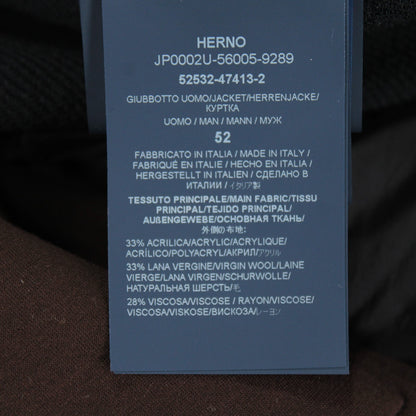 HERNO
JP0002U-56005-9289
52532-47413-2
GIUBBOTTO UOMO/JACKET/HERRENJACKE/
КУРТКА
UOMO / MAN / MANN / МУЖ
52
FABBRICATO IN ITALIA / MADE IN ITALY /
FABRIQUÉ EN ITALIE / HECHO EN ITALIA /
HERGESTELLT IN ITALIEN / СДЕЛАНО В
ИТАЛИИ / イタリア製
TESSUTO PRINCIPALE/MAIN FABRIC/TISSU
PRINCIPAL/TEJIDO PRINCIPAL/
AUßENGEWEBE/ОСНОВНАЯ ТКАНЬ/
外側の布地:
33% ACRILICA/ACRYLIC/ACRYLIQUE/
ACRÍLICO/POLYACRYL/АКРИЛ/アクリル
33% LANA VERGINE/VIRGIN WOOL/LAINE
VIERGE/LANA VIRGEN/SCHURWOLLE/
НАТУРАЛЬНАЯ ШЕРСТЬ/毛
28% VISCOSA/VISCOSE / RAYON/VISCOSE/
VISCOSA/VISKOSE/ВИСКОЗА/レーヨン